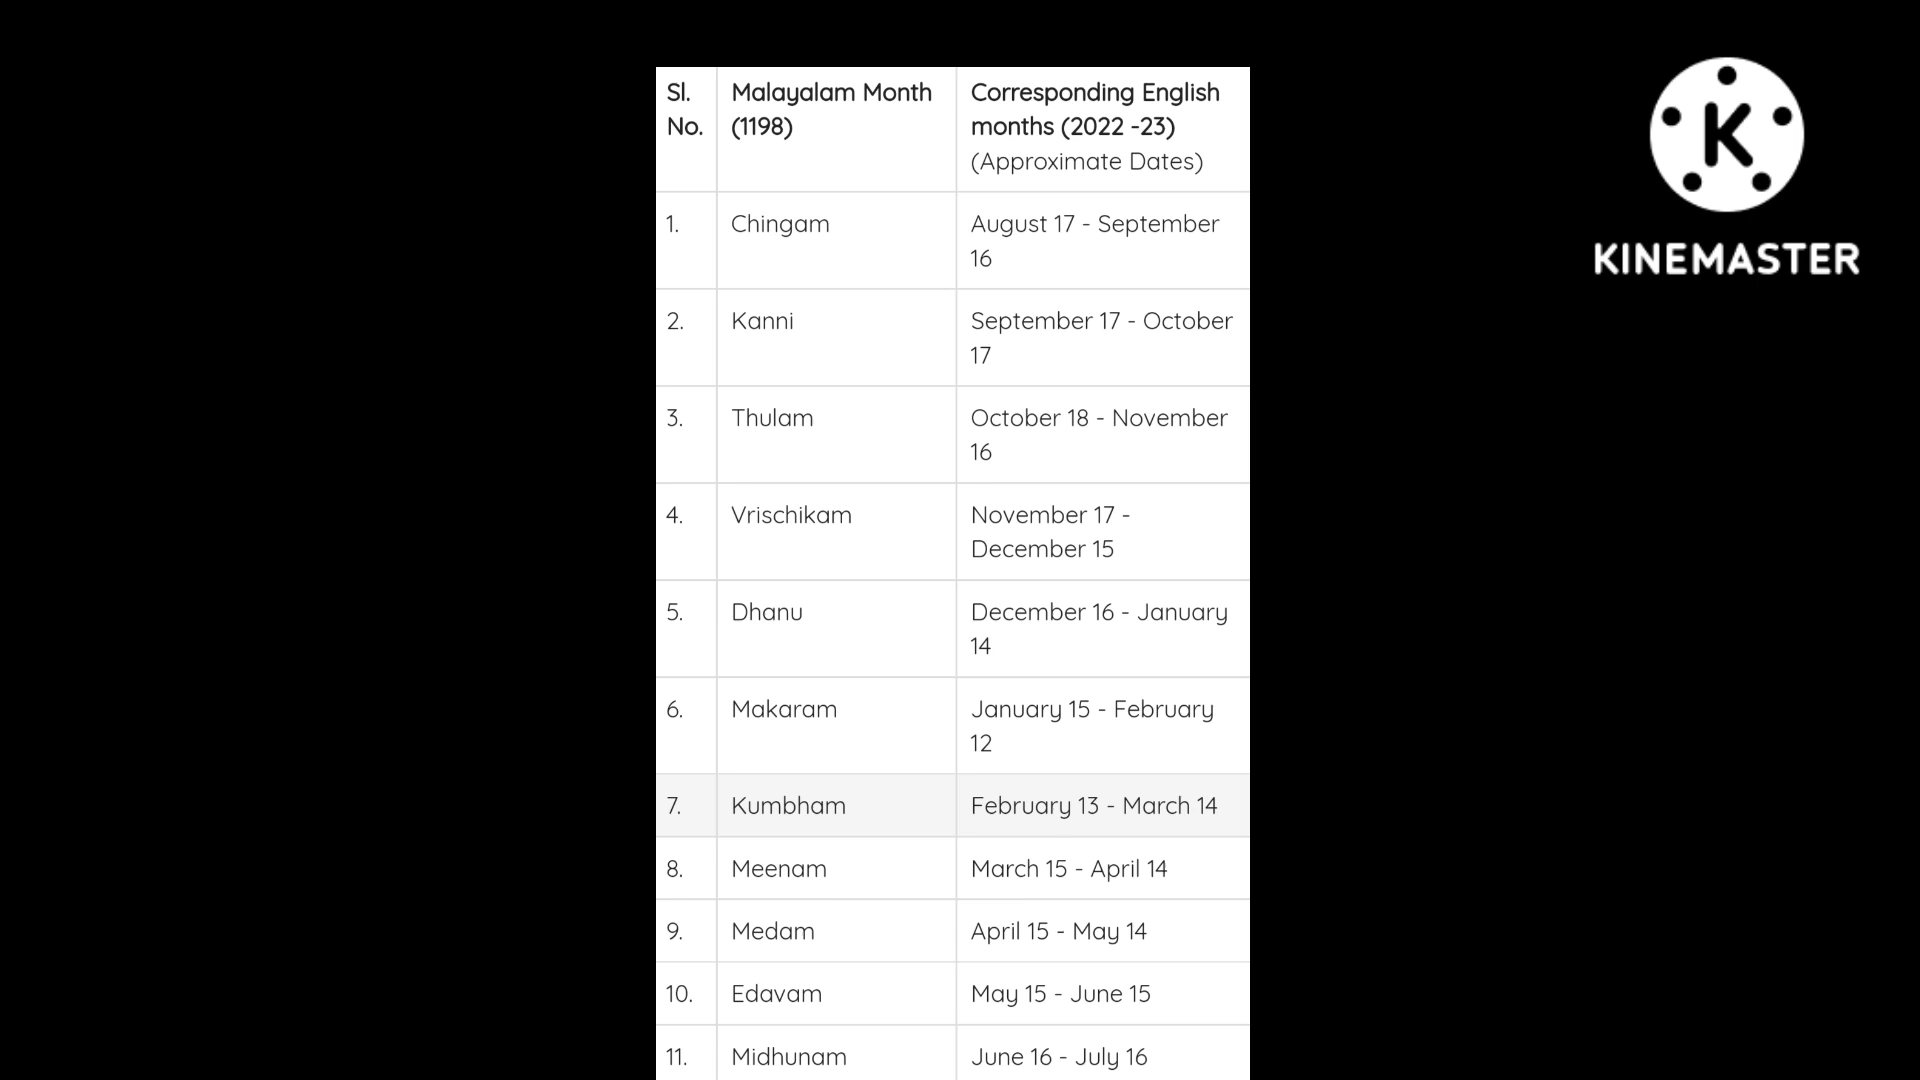 Sl. No. Malayalam Month (1198) Corresponding English months (2022 -23) (Approximate Dates)
1. Chingam August 17 - September 16
2. Kanni September 17 - October 17
3. Thulam October 18 - November 16
4. Vrischikam November 17 - December 15
5. Dhanu December 16 - January 14
6. Makaram January 15 - February 12
7. Kumbham February 13 - March 14
8. Meenam March 15 - April 14
9. Medam April 15 - May 14
10. Edavam May 15 - June 15
11. Midhunam June 16 - July 16
K
KINEMASTER